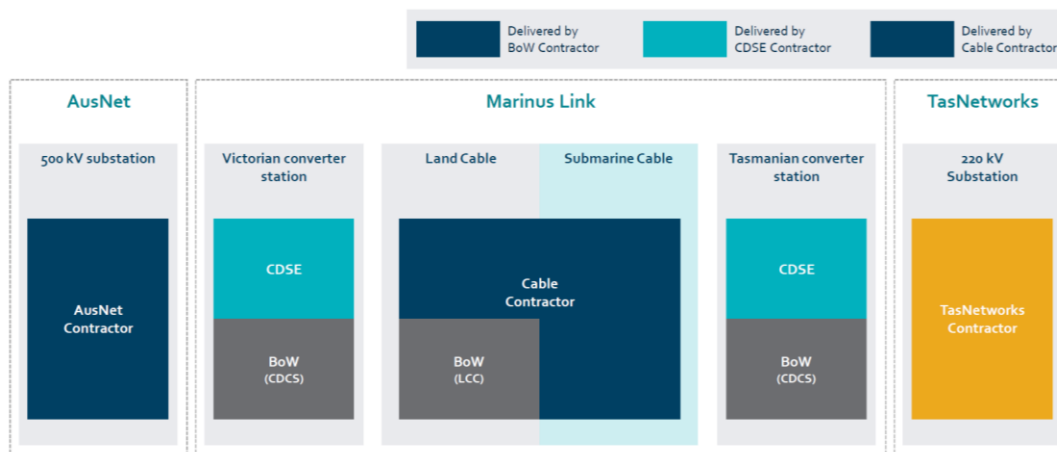 Delivered by
BoW Contractor
Delivered by
CDSE Contractor
Delivered by
Cable Contractor
AusNet
Marinus Link
TasNetworks
500 kV substation
Victorian converter
station
Land Cable
Submarine Cable
Tasmanian converter
station
220 kV
Substation
AusNet
Contractor
CDSE
BoW
(CDCS)
Cable
Contractor
BoW
(LCC)
CDSE
BoW
(CDCS)
TasNetworks
Contractor